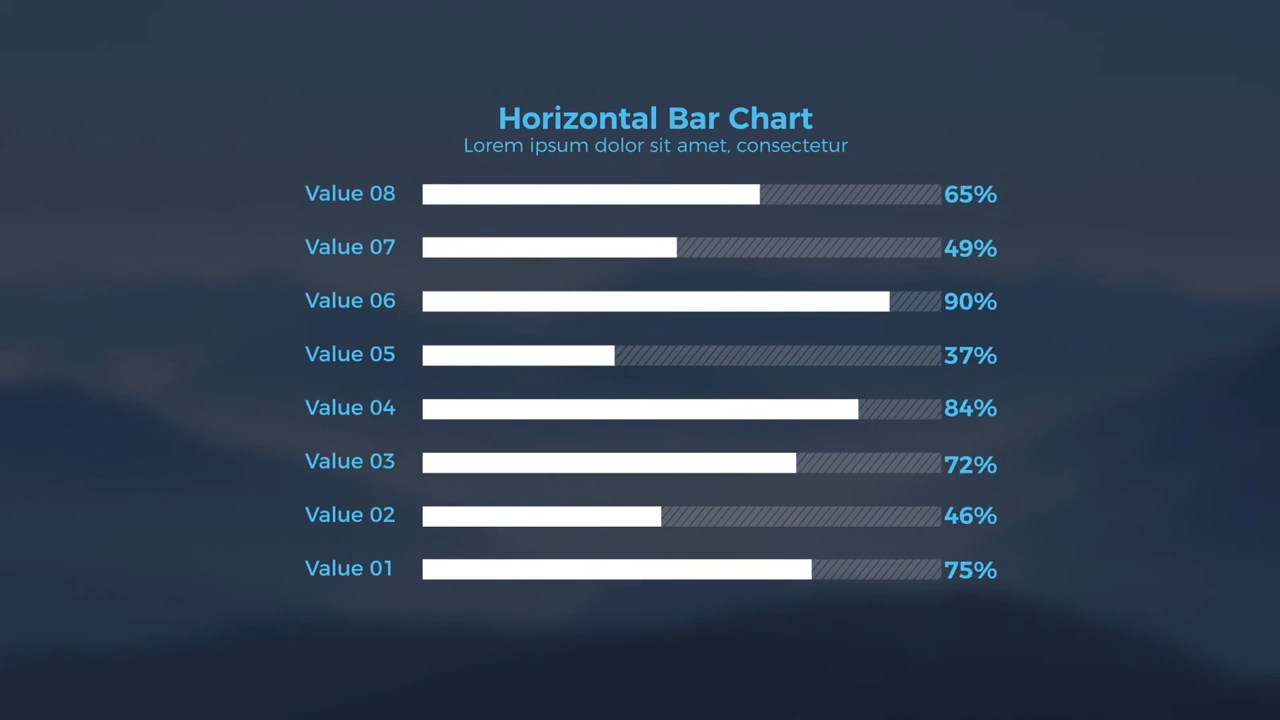 Horizontal Bar Chart
Lorem ipsum dolor sit amet, consectetur
Value 08 65%
Value 07 49%
Value 06 90%
Value 05 37%
Value 04 84%
Value 03 72%
Value 02 46%
Value 01 75%